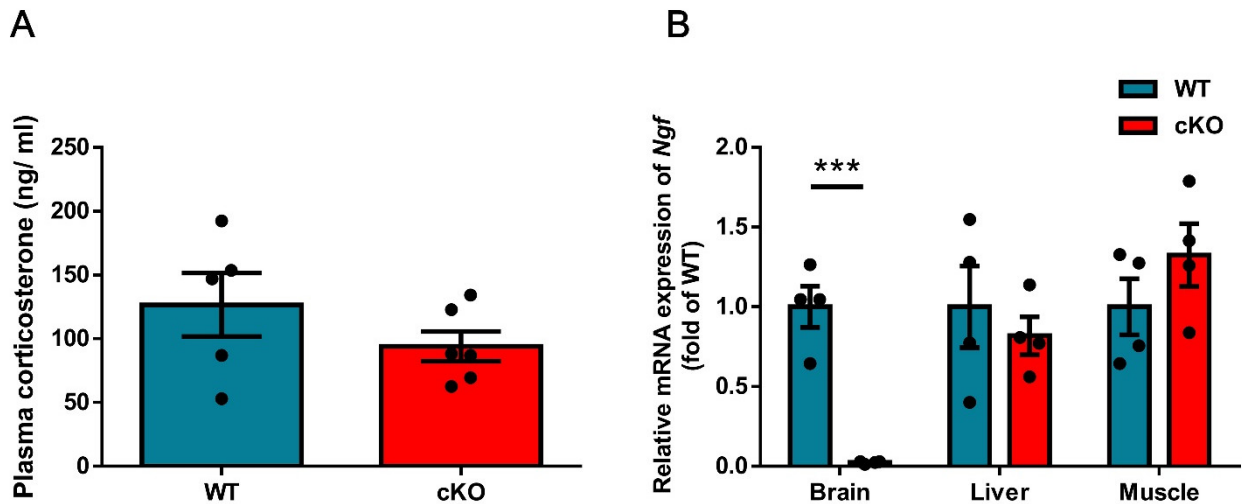 A
Plasma corticosterone (ng/ ml)
250
200
150
100
50
0
WT
cKO
B
WT
cKO
Relative mRNA expression of Ngf
(fold of WT)
2.0
1.5
1.0
0.5
0.0
***
Brain
Liver
Muscle